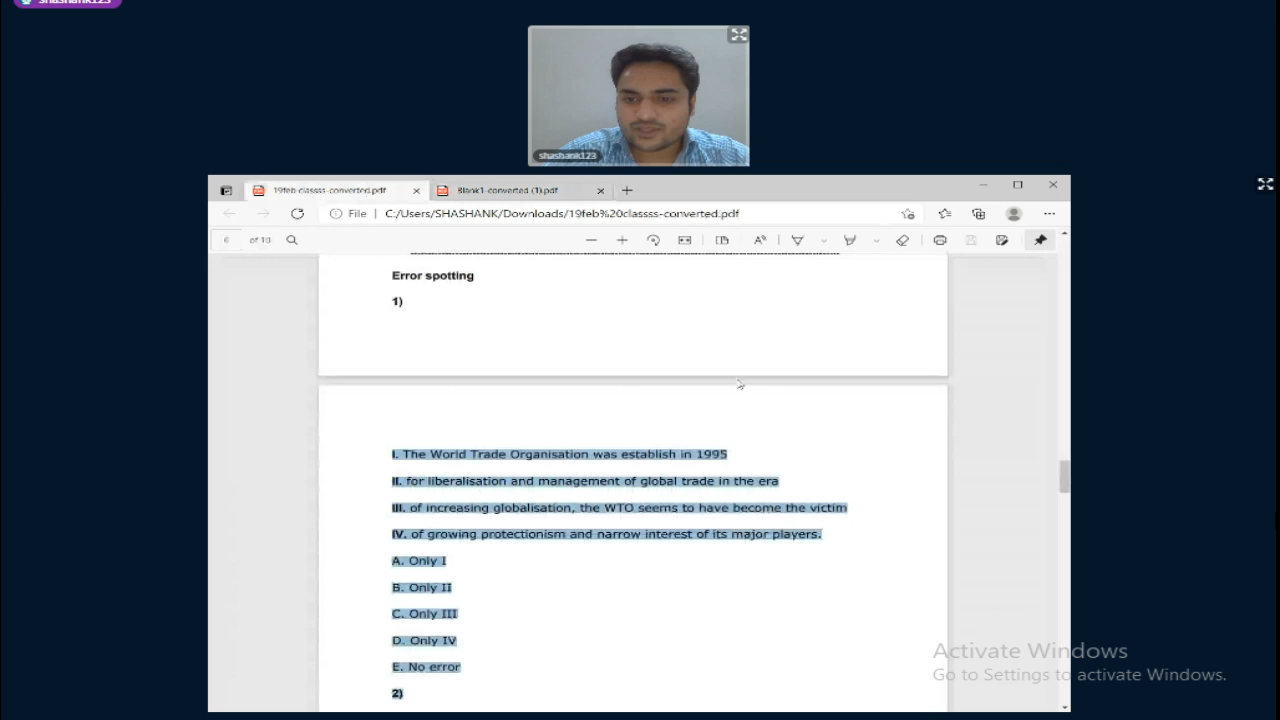 shashank123
shashank123
19feb classss-converted.pdf
Blank1-converted (1).pdf
File
C:/Users/SHASHANK/Downloads/19feb%20classss-converted.pdf
6 of 10
Error spotting
1)
I. The World Trade Organisation was establish in 1995
II. for liberalisation and management of global trade in the era
III. of increasing globalisation, the WTO seems to have become the victim
IV. of growing protectionism and narrow interest of its major players.
A. Only I
B. Only II
C. Only III
D. Only IV
E. No error
2)
Activate Windows
Go to Settings to activate Windows.